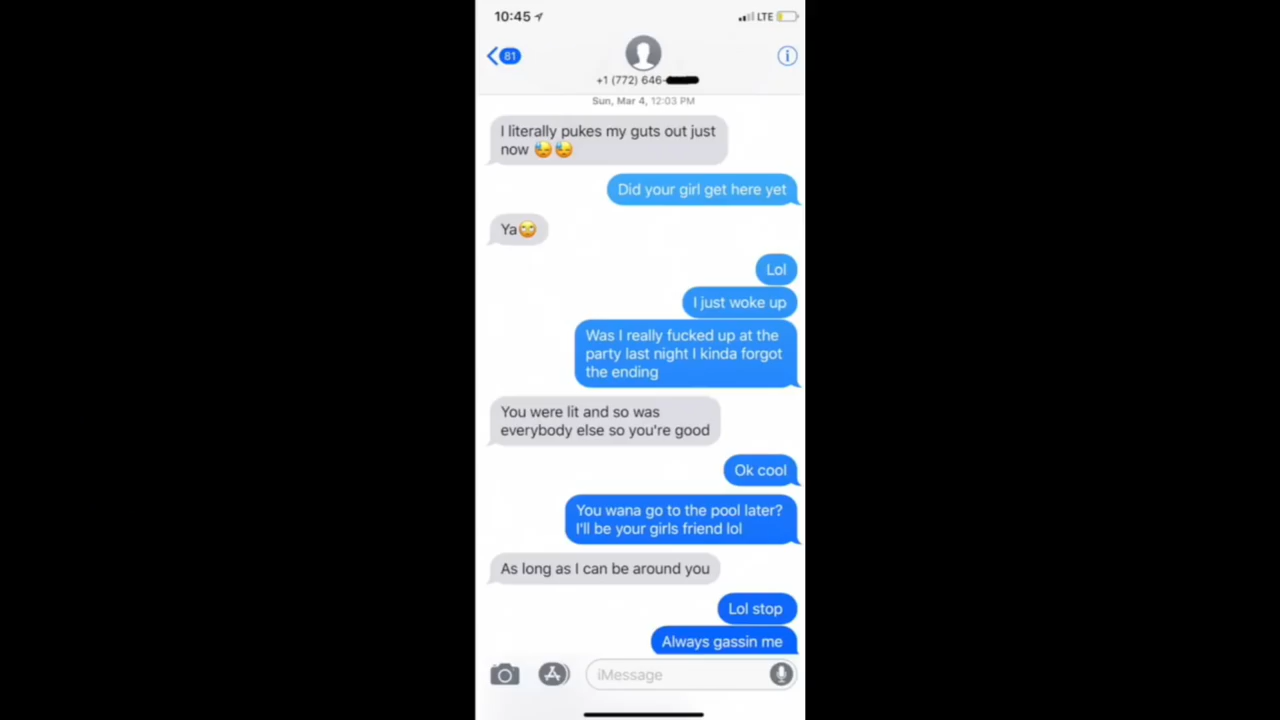 10:45
LTE
81
+1 (772) 646-
Sun, Mar 4, 12:03 PM
I literally pukes my guts out just
now 😓😓
Did your girl get here yet
Ya🙄
Lol
I just woke up
Was I really fucked up at the
party last night I kinda forgot
the ending
You were lit and so was
everybody else so you're good
Ok cool
You wana go to the pool later?
I'll be your girls friend lol
As long as I can be around you
Lol stop
Always gassin me
iMessage